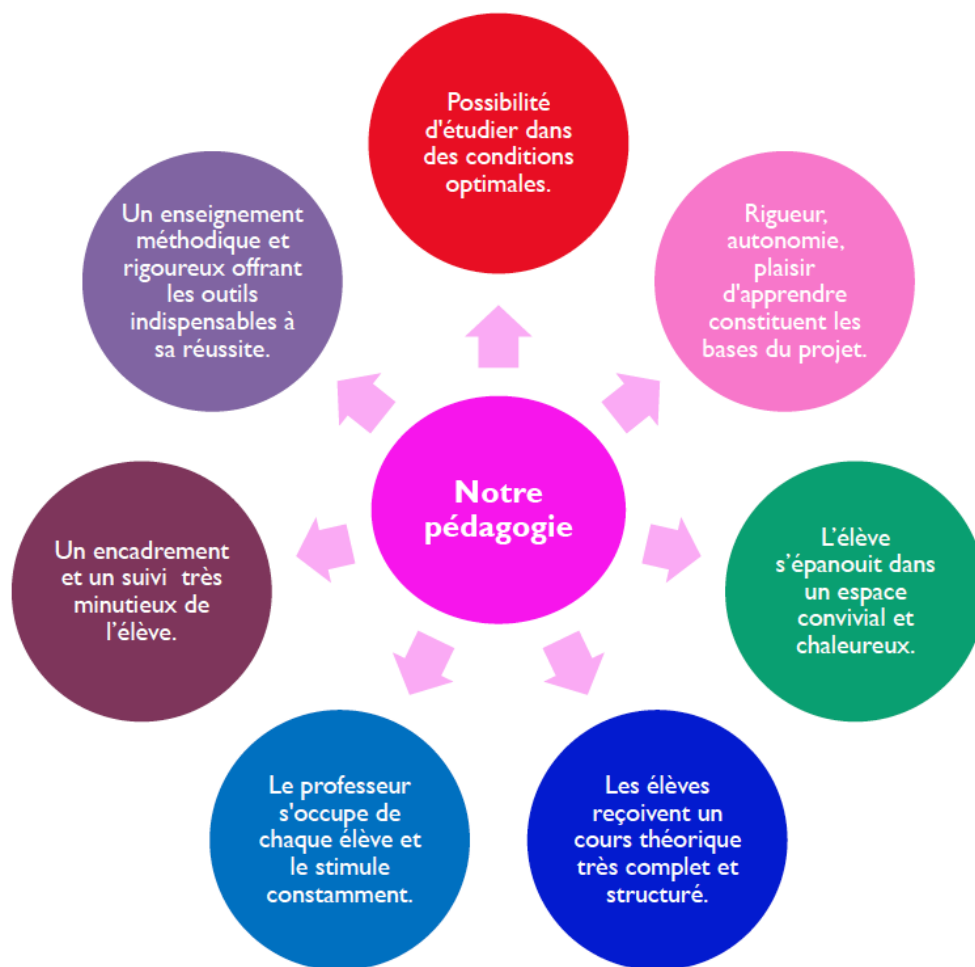 Possibilité
d'étudier dans
des conditions
optimales.
Rigueur,
autonomie,
plaisir
d'apprendre
constituent les
bases du projet.
L’élève
s’épanouit dans
un espace
convivial et
chaleureux.
Les élèves
reçoivent un
cours théorique
très complet et
structuré.
Le professeur
s'occupe de
chaque élève et
le stimule
constamment.
Un encadrement
et un suivi  très
minutieux de
l’élève.
Un enseignement
méthodique et
rigoureux offrant
les outils
indispensables à
sa réussite.
Notre
pédagogie